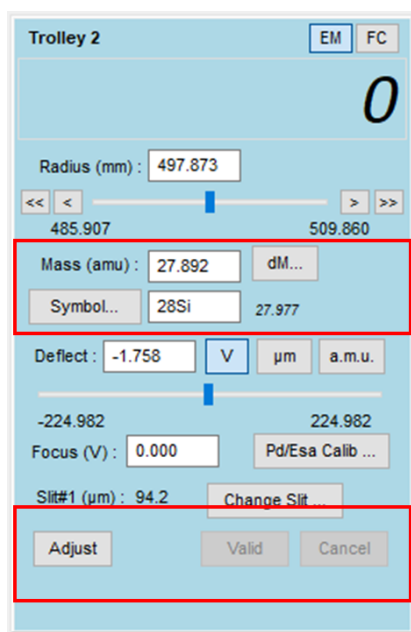 Trolley 2 EM FC
0
Radius (mm) : 497.873
<< < > >>
485.907 509.860
Mass (amu) : 27.892 dM...
Symbol... 28Si 27.977
Deflect : -1.758 V µm a.m.u.
-224.982 224.982
Focus (V) : 0.000 Pd/Esa Calib ...
Slit#1 (µm) : 94.2 Change Slit ...
Adjust Valid Cancel